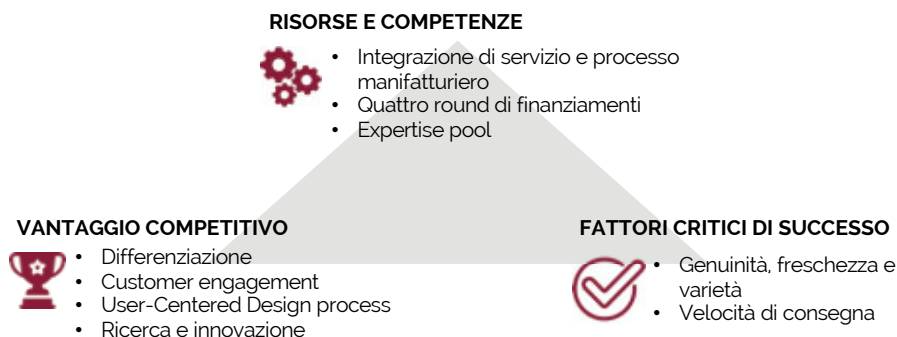 RISORSE E COMPETENZE
• Integrazione di servizio e processo
manifatturiero
• Quattro round di finanziamenti
• Expertise pool
VANTAGGIO COMPETITIVO
• Differenziazione
• Customer engagement
• User-Centered Design process
• Ricerca e innovazione
FATTORI CRITICI DI SUCCESSO
• Genuinità, freschezza e
varietà
• Velocità di consegna